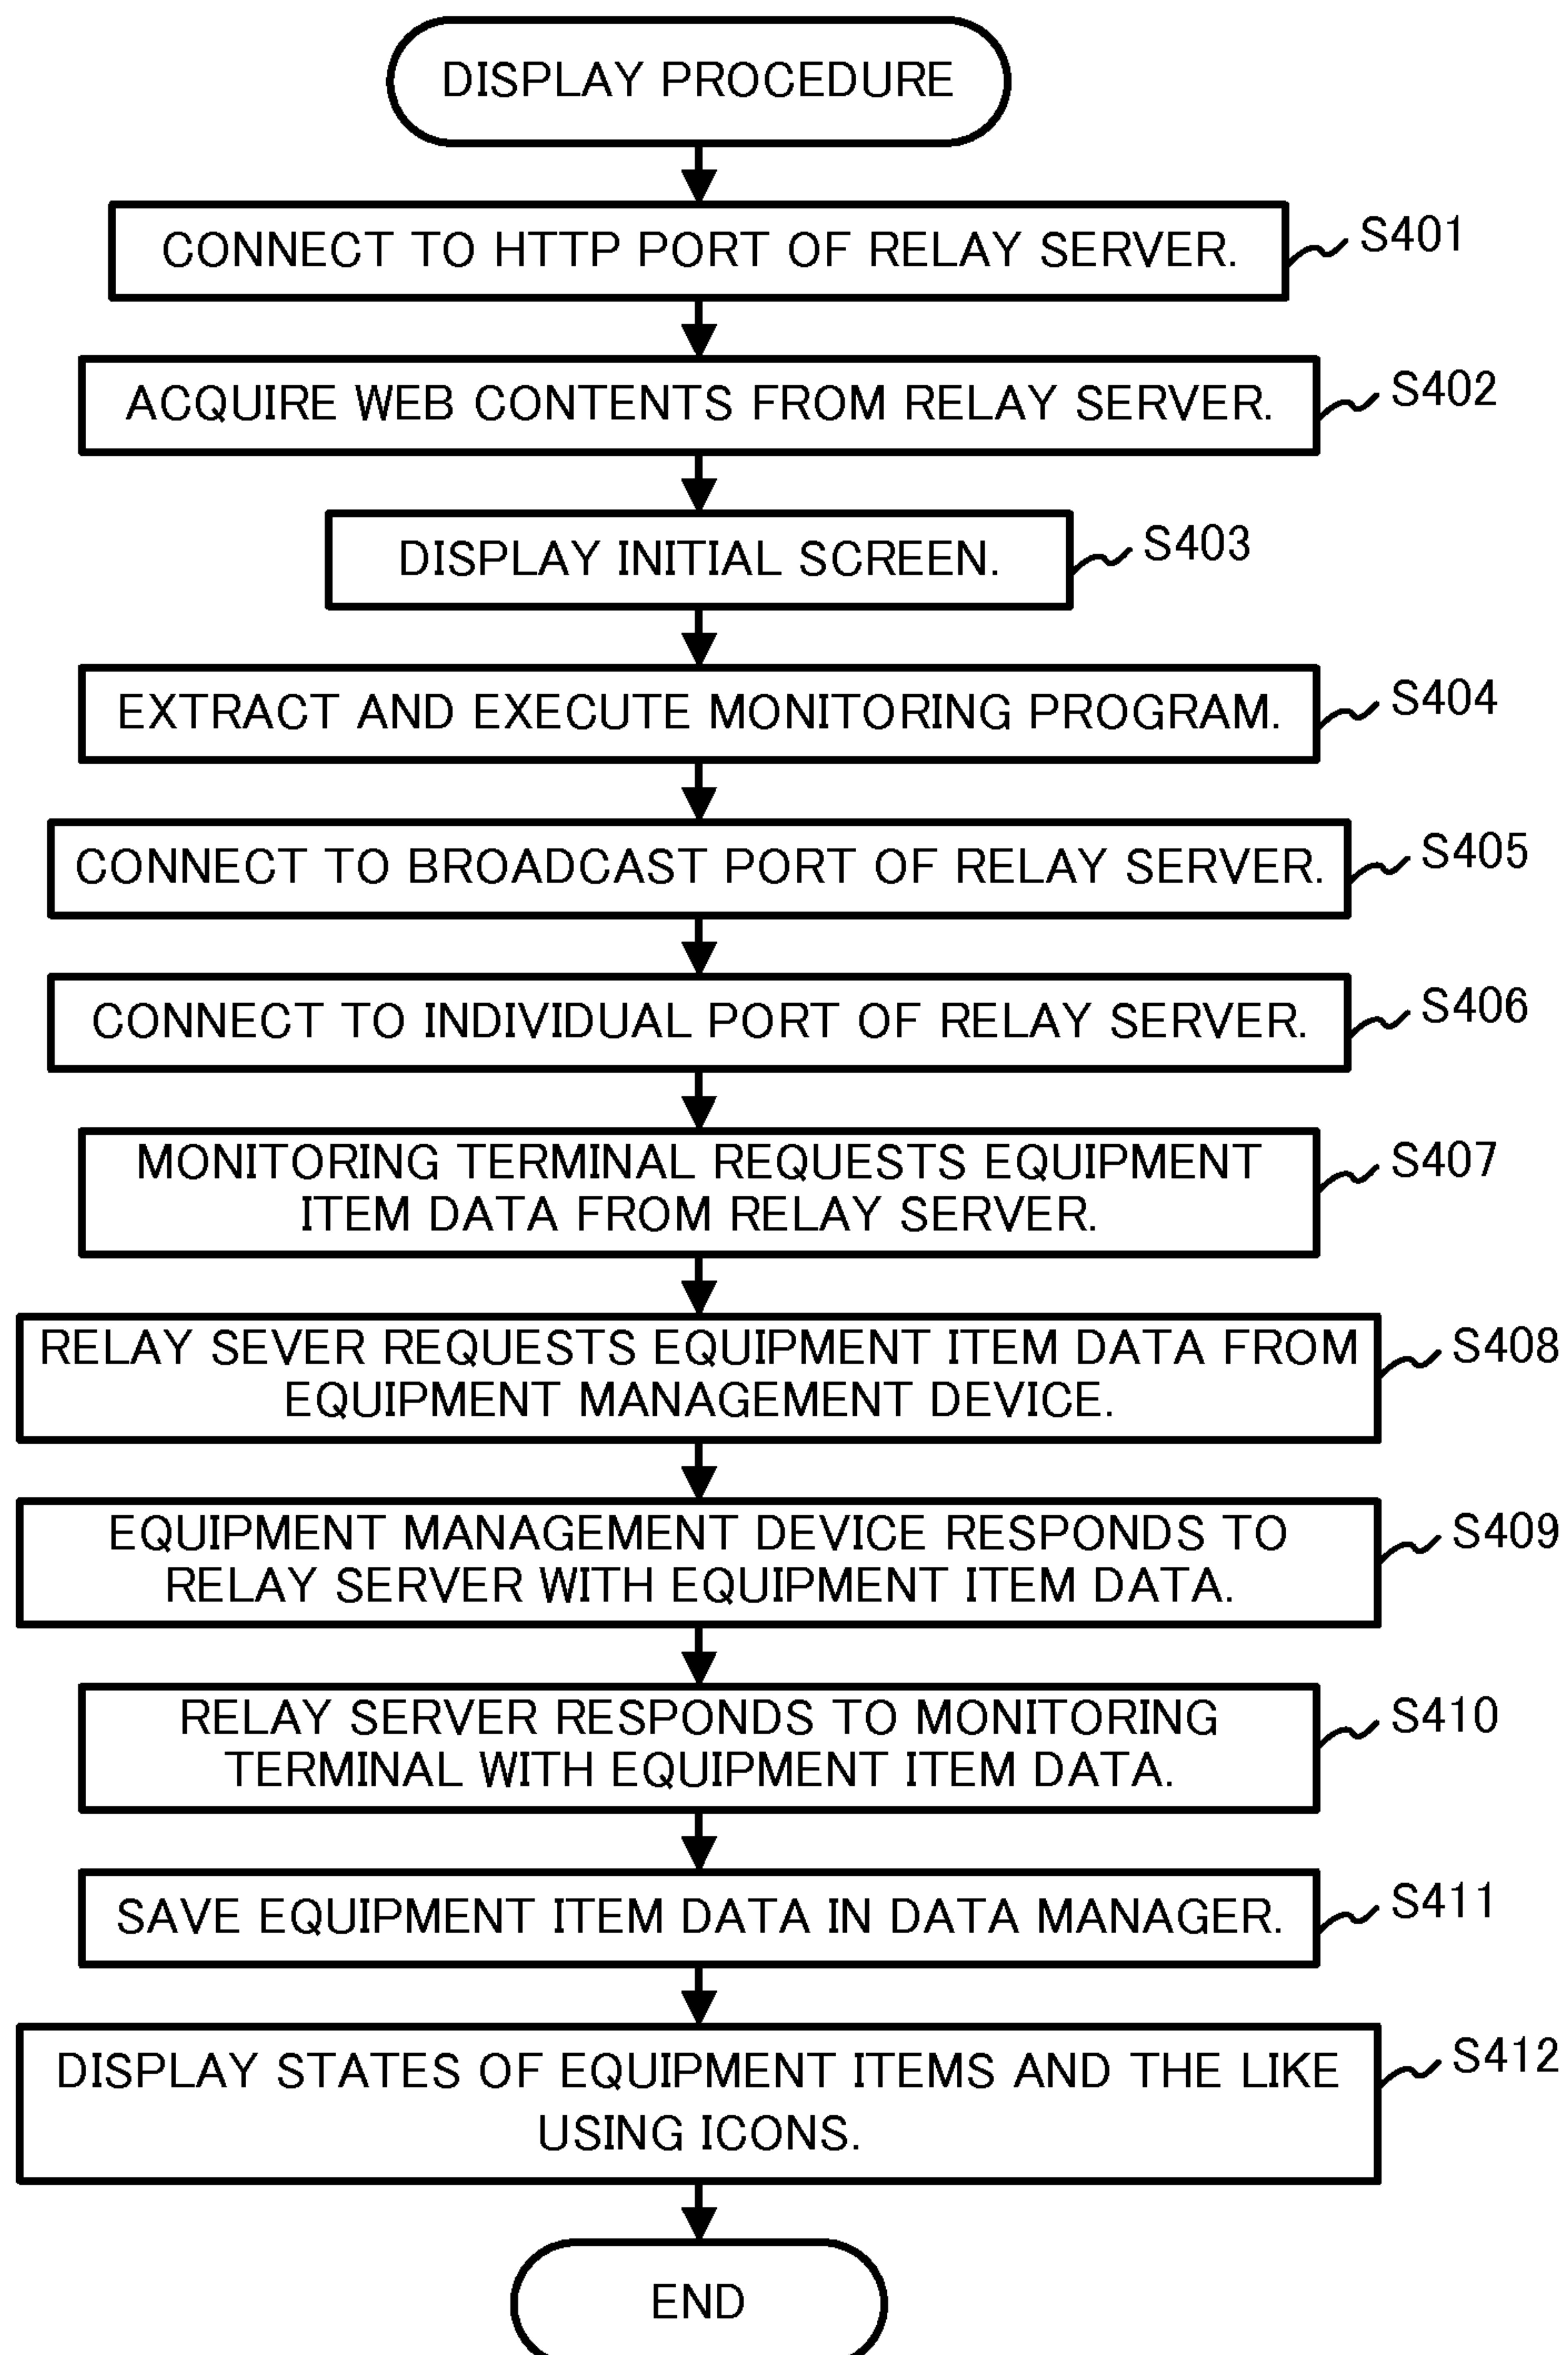 DISPLAY PROCEDURE
CONNECT TO HTTP PORT OF RELAY SERVER.
S401
ACQUIRE WEB CONTENTS FROM RELAY SERVER.
S402
DISPLAY INITIAL SCREEN.
S403
EXTRACT AND EXECUTE MONITORING PROGRAM.
S404
CONNECT TO BROADCAST PORT OF RELAY SERVER.
S405
CONNECT TO INDIVIDUAL PORT OF RELAY SERVER.
S406
MONITORING TERMINAL REQUESTS EQUIPMENT
ITEM DATA FROM RELAY SERVER.
S407
RELAY SEVER REQUESTS EQUIPMENT ITEM DATA FROM
EQUIPMENT MANAGEMENT DEVICE.
S408
EQUIPMENT MANAGEMENT DEVICE RESPONDS TO
RELAY SERVER WITH EQUIPMENT ITEM DATA.
S409
RELAY SERVER RESPONDS TO MONITORING
TERMINAL WITH EQUIPMENT ITEM DATA.
S410
SAVE EQUIPMENT ITEM DATA IN DATA MANAGER.
S411
DISPLAY STATES OF EQUIPMENT ITEMS AND THE LIKE
USING ICONS.
S412
END